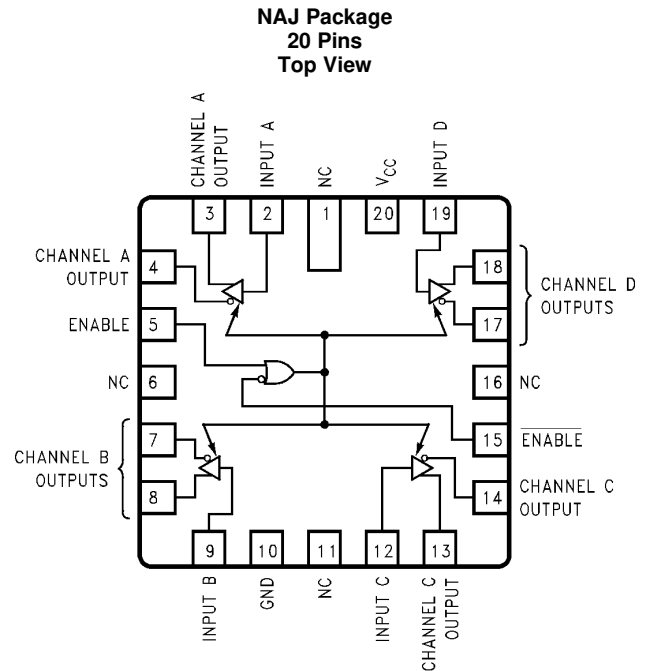 NAJ Package
20 Pins
Top View
CHANNEL A
OUTPUT
INPUT A
NC
VCC
INPUT D
3
2
1
20
19
CHANNEL A
OUTPUT
4
18
CHANNEL D
OUTPUTS
ENABLE
5
17
NC
6
16
NC
7
15
ENABLE
CHANNEL B
OUTPUTS
8
14
CHANNEL C
OUTPUT
9
10
11
12
13
INPUT B
GND
NC
INPUT C
CHANNEL C
OUTPUT